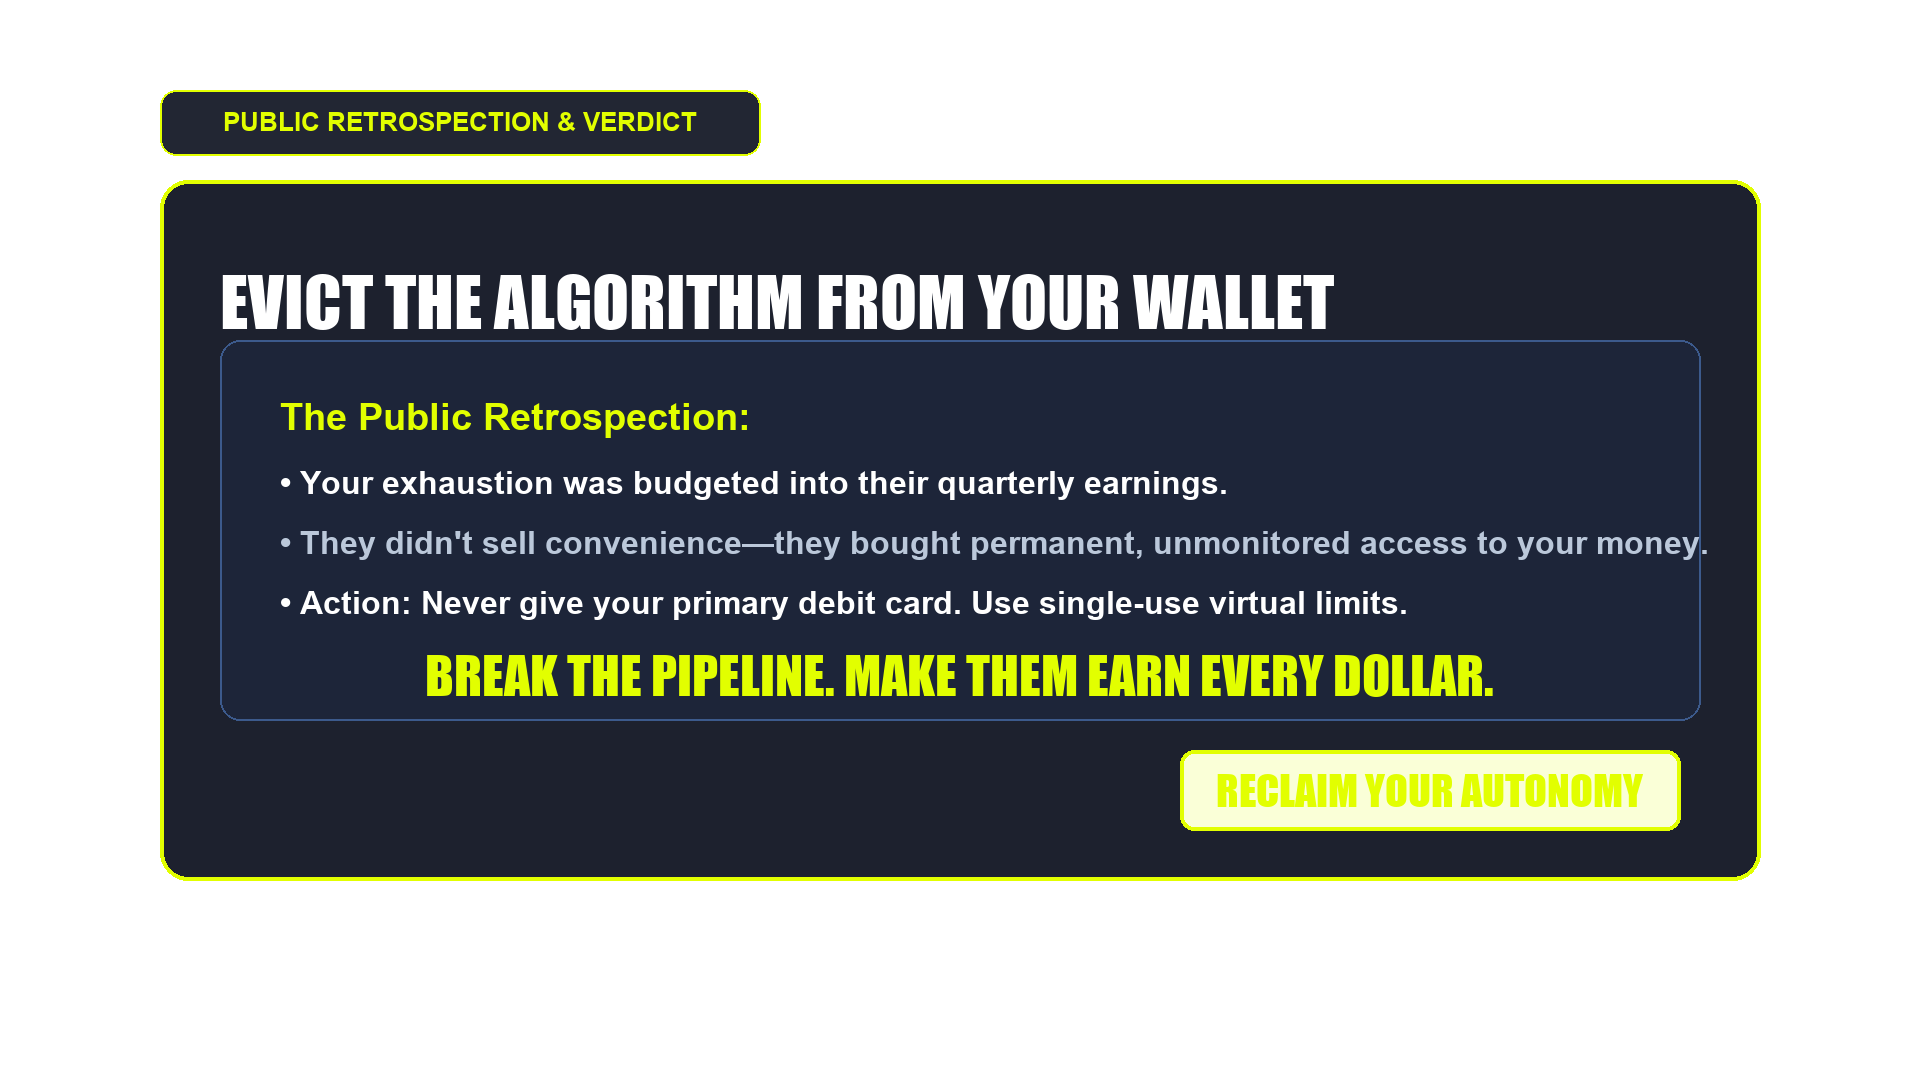 PUBLIC RETROSPECTION & VERDICT
EVICT THE ALGORITHM FROM YOUR WALLET
The Public Retrospection:
• Your exhaustion was budgeted into their quarterly earnings.
• They didn't sell convenience—they bought permanent, unmonitored access to your money.
• Action: Never give your primary debit card. Use single-use virtual limits.
BREAK THE PIPELINE. MAKE THEM EARN EVERY DOLLAR.
RECLAIM YOUR AUTONOMY